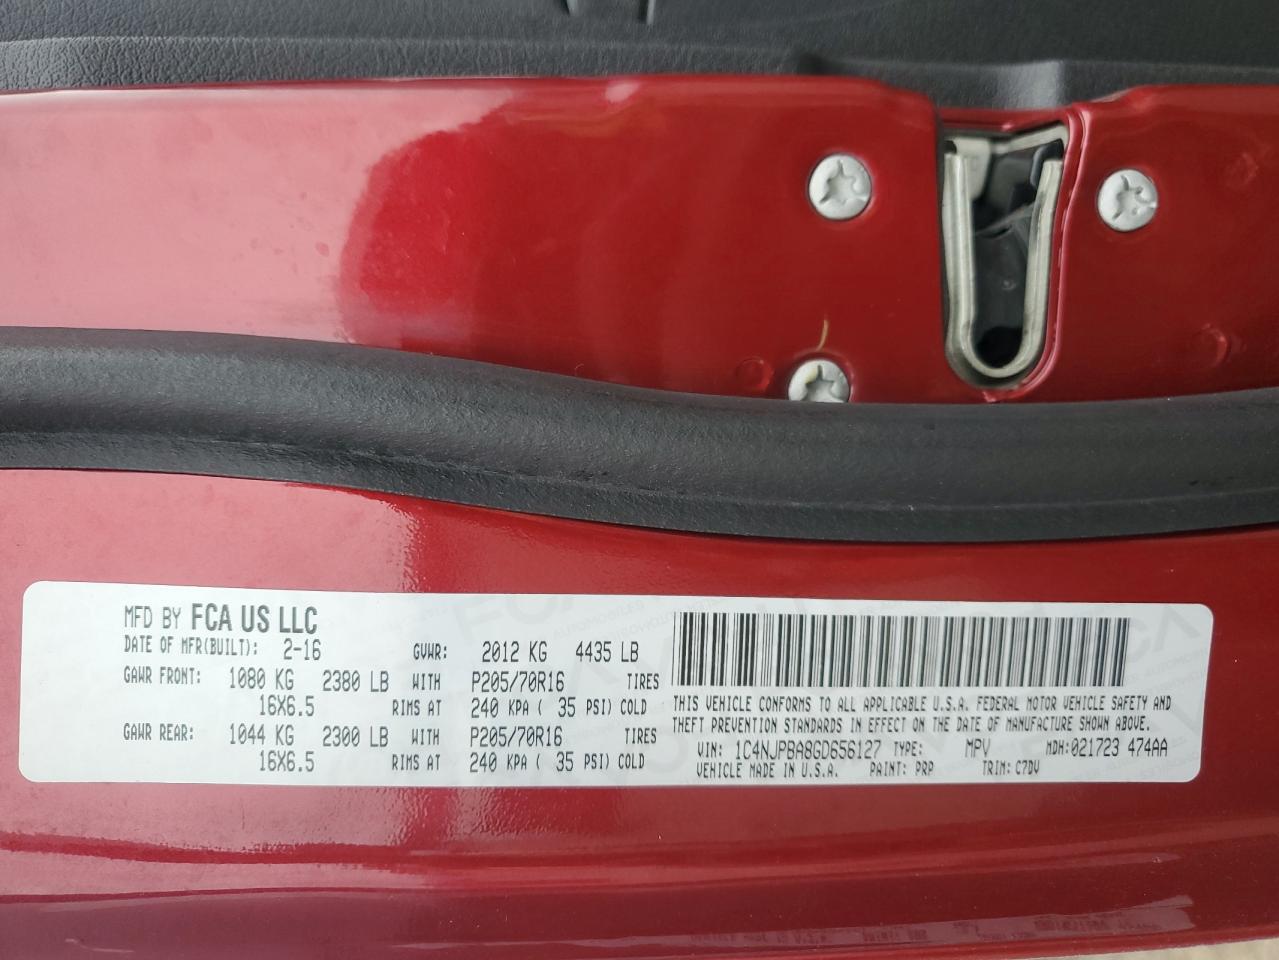 MFD BY FCA US LLC
DATE OF MFR(BUILT): 2-16 GVWR: 2012 KG 4435 LB
GAWR FRONT: 1080 KG 2380 LB WITH P205/70R16 TIRES
16X6.5 RIMS AT 240 KPA ( 35 PSI) COLD
GAWR REAR: 1044 KG 2300 LB WITH P205/70R16 TIRES
16X6.5 RIMS AT 240 KPA ( 35 PSI) COLD
THIS VEHICLE CONFORMS TO ALL APPLICABLE U.S.A. FEDERAL MOTOR VEHICLE SAFETY AND
THEFT PREVENTION STANDARDS IN EFFECT ON THE DATE OF MANUFACTURE SHOWN ABOVE.
VIN: 1C4NJPBA8GD656127 TYPE: MPV MDH:021723 474AA
VEHICLE MADE IN U.S.A. PAINT: PRP TRIM: C7DV